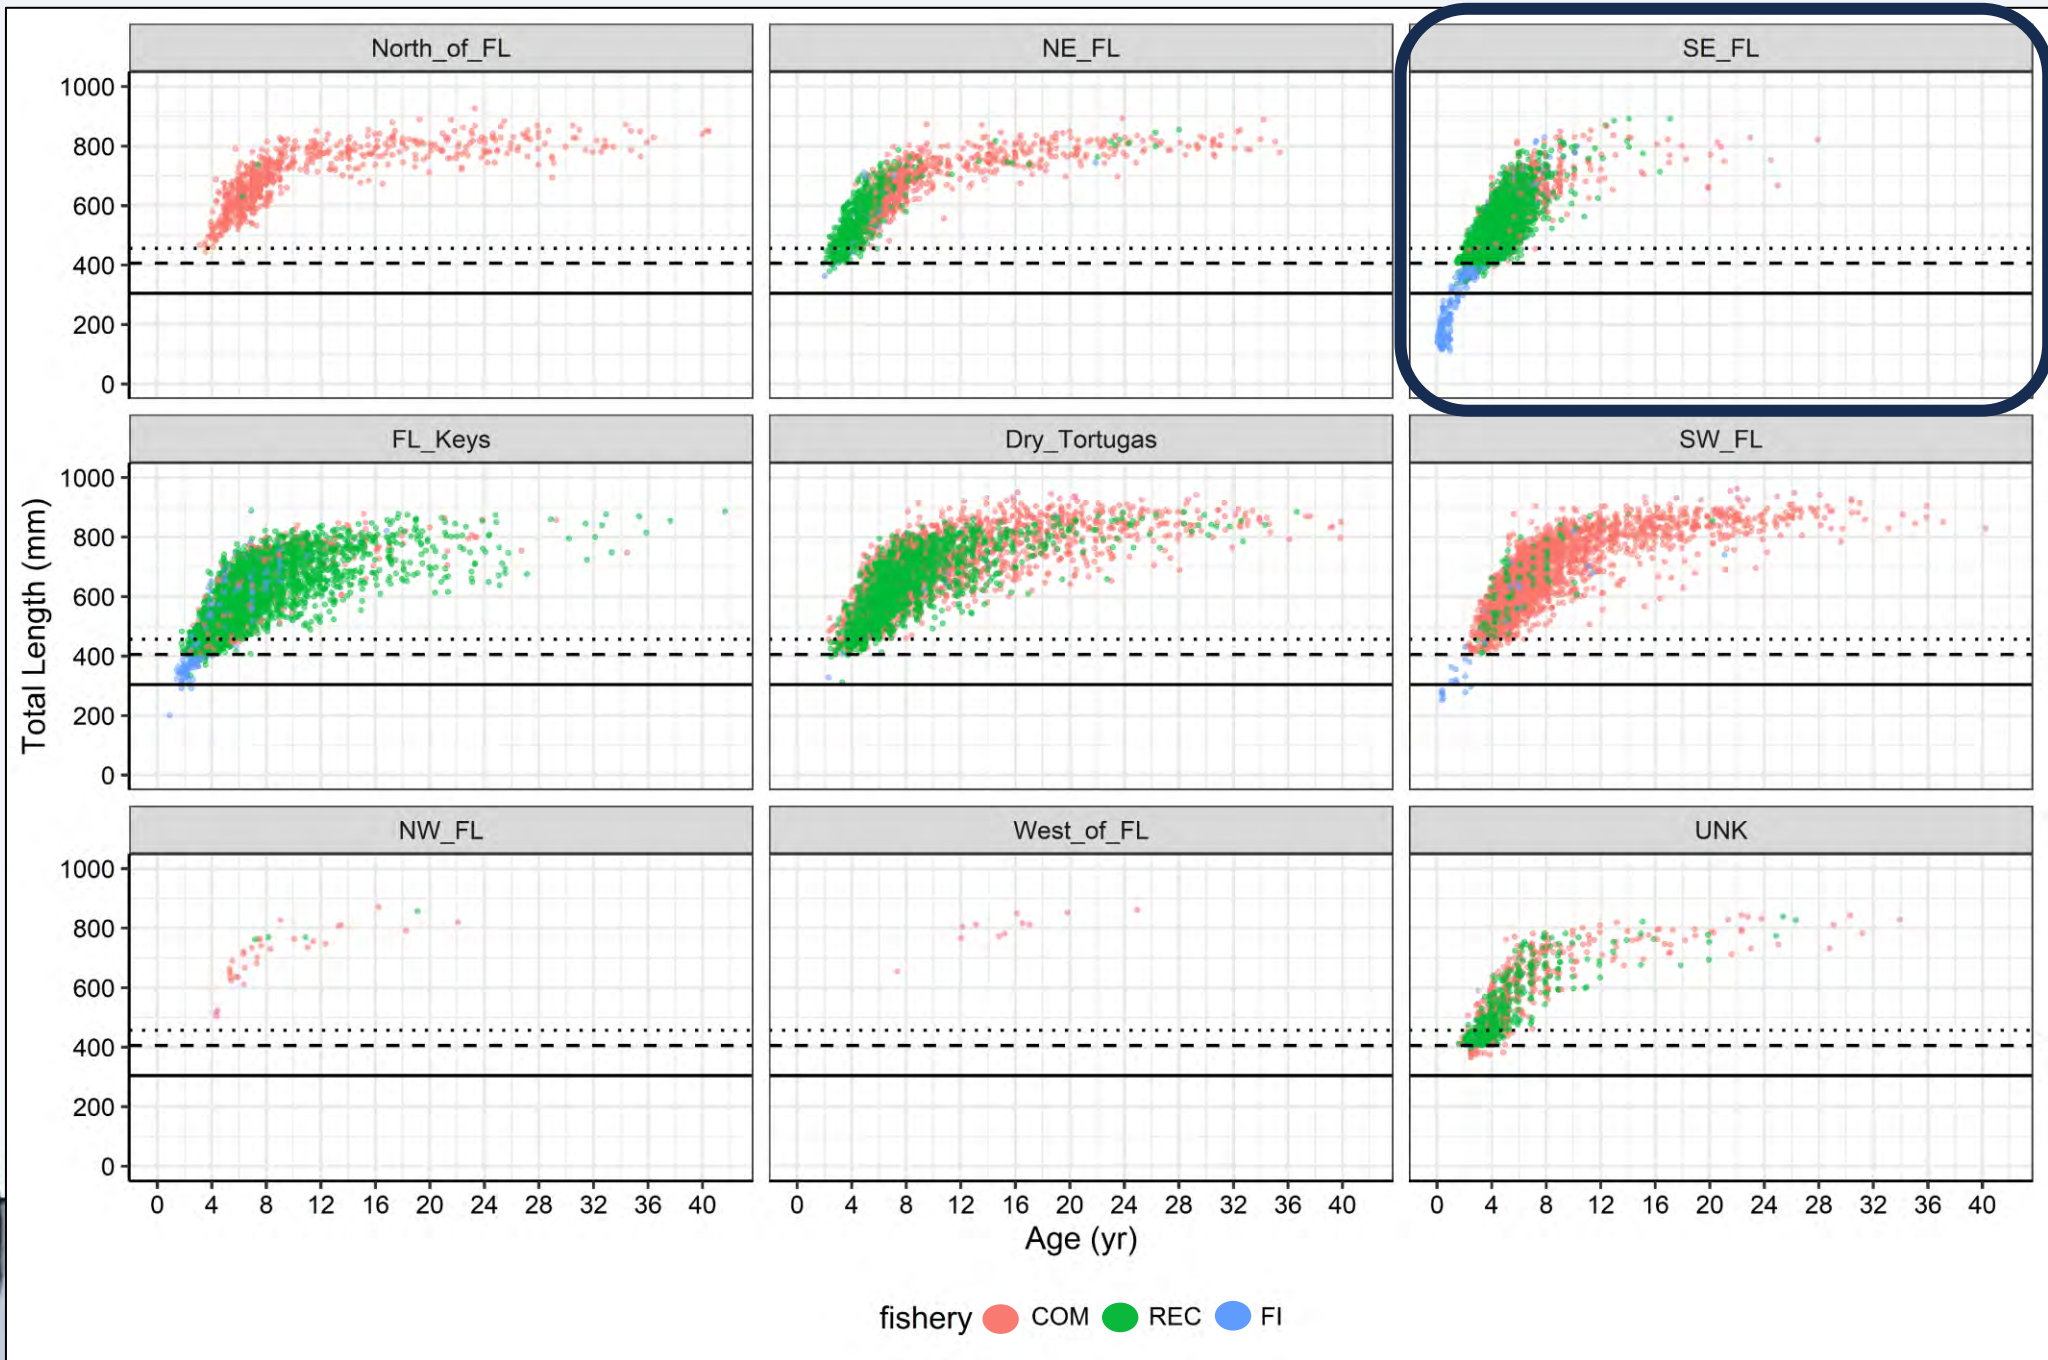 North_of_FL NE_FL SE_FL
1000
800
600
400
200
0
FL_Keys Dry_Tortugas SW_FL
1000
800
600
400
200
0
Total Length (mm)
NW_FL West_of_FL UNK
1000
800
600
400
200
0
0 4 8 12 16 20 24 28 32 36 40 0 4 8 12 16 20 24 28 32 36 40 0 4 8 12 16 20 24 28 32 36 40
Age (yr)
fishery COM REC FI